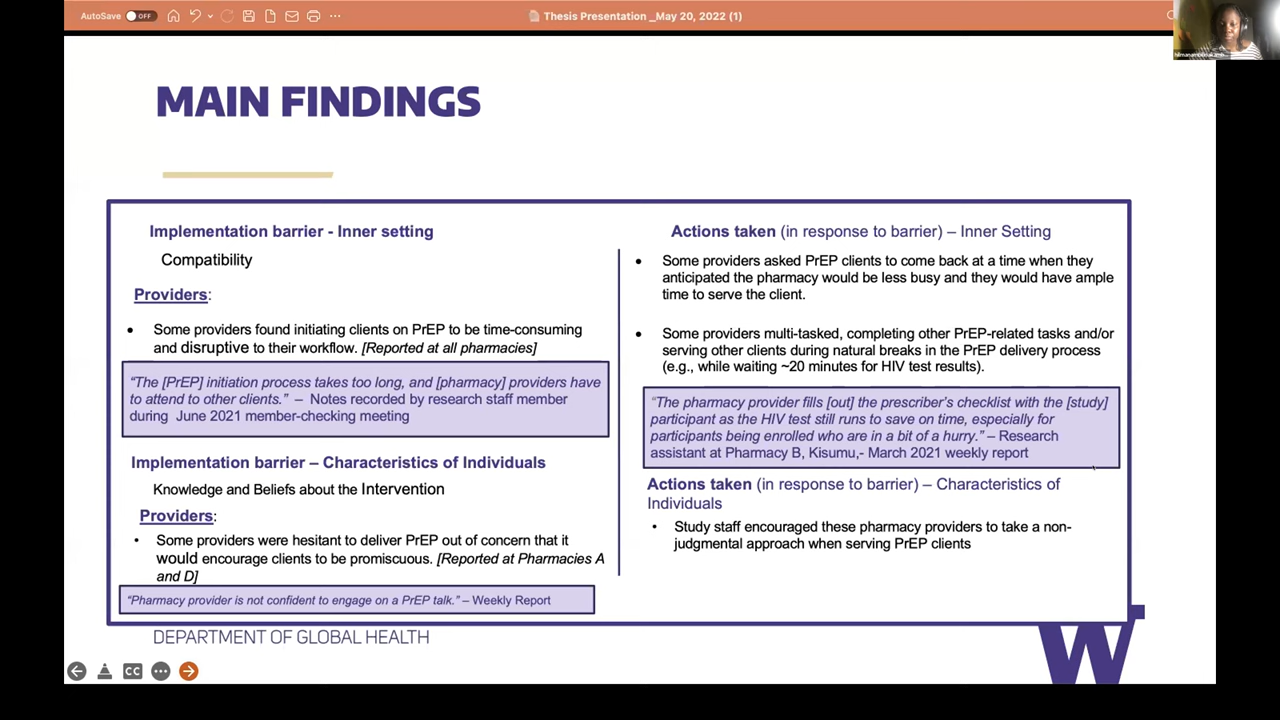 AutoSave OFF
Thesis Presentation _May 20, 2022 (1)
MAIN FINDINGS
Implementation barrier - Inner setting
Compatibility
Providers:
• Some providers found initiating clients on PrEP to be time-consuming
and disruptive to their workflow. [Reported at all pharmacies]
“The [PrEP] initiation process takes too long, and [pharmacy] providers have
to attend to other clients.” – Notes recorded by research staff member
during June 2021 member-checking meeting
Implementation barrier – Characteristics of Individuals
Knowledge and Beliefs about the Intervention
Providers:
• Some providers were hesitant to deliver PrEP out of concern that it
would encourage clients to be promiscuous. [Reported at Pharmacies A
and D]
“Pharmacy provider is not confident to engage on a PrEP talk.” – Weekly Report
Actions taken (in response to barrier) – Inner Setting
• Some providers asked PrEP clients to come back at a time when they
anticipated the pharmacy would be less busy and they would have ample
time to serve the client.
• Some providers multi-tasked, completing other PrEP-related tasks and/or
serving other clients during natural breaks in the PrEP delivery process
(e.g., while waiting ~20 minutes for HIV test results).
“The pharmacy provider fills [out] the prescriber’s checklist with the [study]
participant as the HIV test still runs to save on time, especially for
participants being enrolled who are in a bit of a hurry.” – Research
assistant at Pharmacy B, Kisumu,- March 2021 weekly report
Actions taken (in response to barrier) – Characteristics of
Individuals
• Study staff encouraged these pharmacy providers to take a non-
judgmental approach when serving PrEP clients
DEPARTMENT OF GLOBAL HEALTH
W
CC